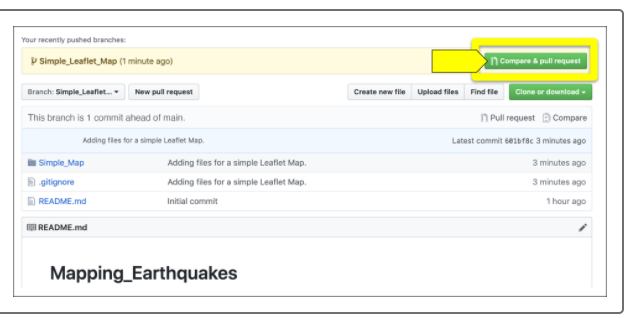 Your recently pushed branches:
Simple_Leaflet_Map (1 minute ago)
Compare & pull request
Branch: Simple_Leaflet...
New pull request
Create new file
Upload files
Find file
Clone or download
This branch is 1 commit ahead of main.
Pull request
Compare
Adding files for a simple Leaflet Map.
Latest commit 601bf8c 3 minutes ago
Simple_Map Adding files for a simple Leaflet Map. 3 minutes ago
.gitignore Adding files for a simple Leaflet Map. 3 minutes ago
README.md Initial commit 1 hour ago
README.md
Mapping_Earthquakes